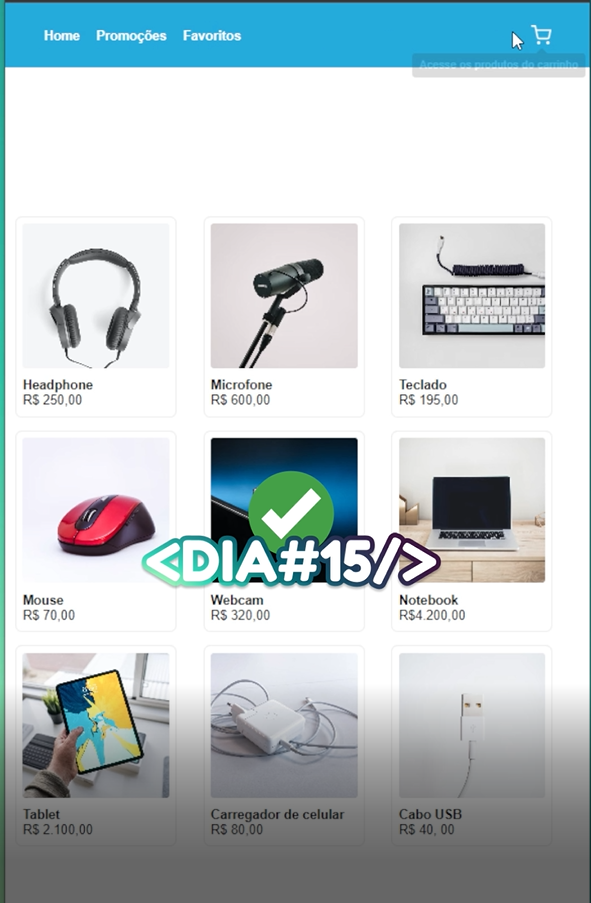 Home Promoções Favoritos
Acesse os produtos do carrinho
Headphone
R$ 250,00
Microfone
R$ 600,00
Teclado
R$ 195,00
<DIA#15/>
Mouse
R$ 70,00
Webcam
R$ 320,00
Notebook
R$4.200,00
Tablet
R$ 2.100,00
Carregador de celular
R$ 80,00
Cabo USB
R$ 40, 00